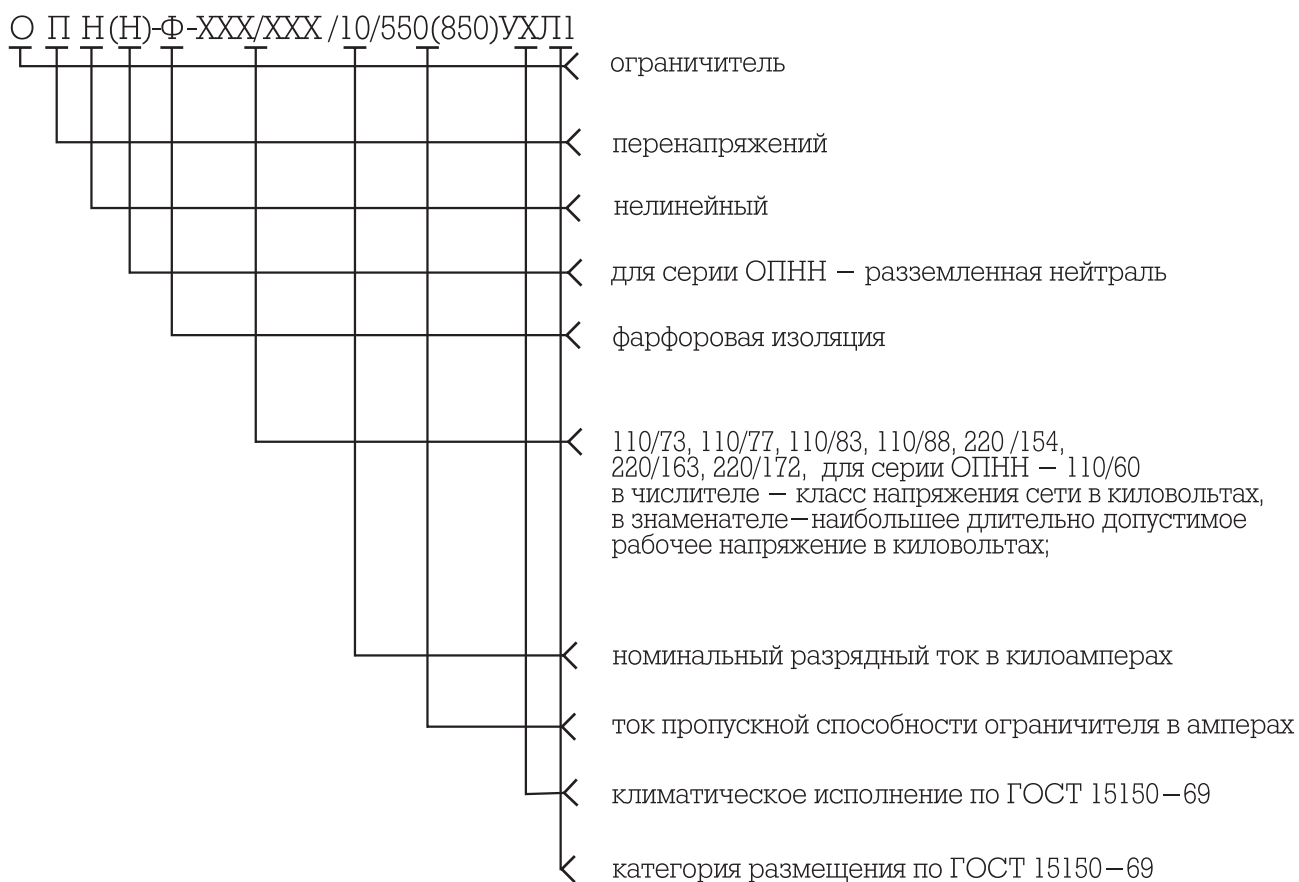 О П Н(Н)-Ф-XXX/XXX /10/550(850)УХЛ1
ограничитель
перенапряжений
нелинейный
для серии ОПНН – разземленная нейтраль
фарфоровая изоляция
110/73, 110/77, 110/83, 110/88, 220 /154,
220/163, 220/172, для серии ОПНН – 110/60
в числителе – класс напряжения сети в киловольтах,
в знаменателе–наибольшее длительно допустимое
рабочее напряжение в киловольтах;
номинальный разрядный ток в килоамперах
ток пропускной способности ограничителя в амперах
климатическое исполнение по ГОСТ 15150–69
категория размещения по ГОСТ 15150–69